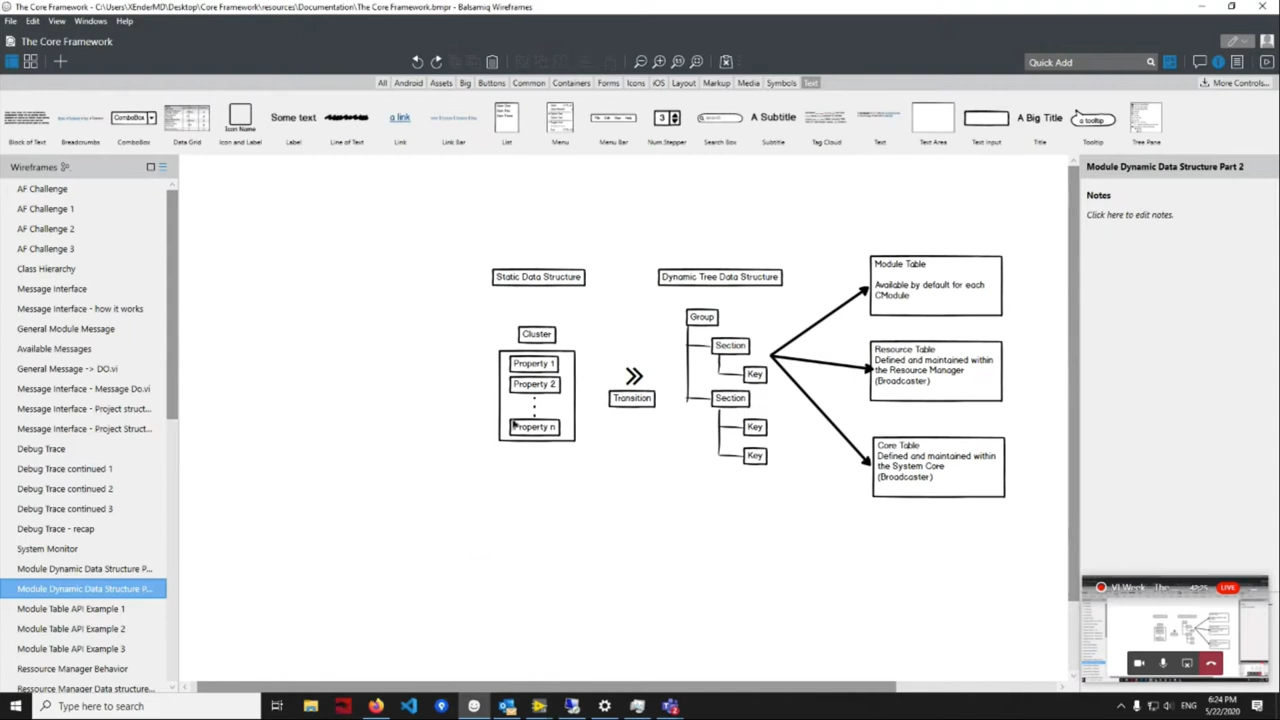 The Core Framework - C:\Users\XEnderMD\Desktop\Core Framework\resources\Documentation\The Core Framework.bmpr - Balsamiq Wireframes
File Edit View Windows Help
The Core Framework
Quick Add
All Android Assets Big Buttons Common Containers Forms Icons iOS Layout Markup Media Symbols Text
More Controls...
ComboBox Some text a link 3 search A Subtitle A Big Title a tooltip
Icon Name
Block of Text Breadcrumbs ComboBox Data Grid Icon and Label Label Line of Text Link Link Bar List Menu Menu Bar Num.Stepper Search Box Subtitle Tag Cloud Text Text Area Text Input Title Tooltip Tree Pane
Wireframes
AF Challenge
AF Challenge 1
AF Challenge 2
AF Challenge 3
Class Hierarchy
Message Interface
Message Interface - how it works
General Module Message
Available Messages
General Message -> DO.vi
Message Interface - Message Do.vi
Message Interface - Project struct...
Message Interface - Project struct...
Debug Trace
Debug Trace continued 1
Debug Trace continued 2
Debug Trace continued 3
Debug Trace - recap
System Monitor
Module Dynamic Data Structure P...
Module Dynamic Data Structure P...
Module Table API Example 1
Module Table API Example 2
Module Table API Example 3
Ressource Manager Behavior
Ressource Manager Data structure...
Static Data Structure
Cluster
Property 1
Property 2
Property n
Transition
Dynamic Tree Data Structure
Group
Section
Key
Section
Key
Key
Module Table
Available by default for each
CModule
Resource Table
Defined and maintained within
the Resource Manager
(Broadcaster)
Core Table
Defined and maintained within
the System Core
(Broadcaster)
Module Dynamic Data Structure Part 2
Notes
Click here to edit notes.
VI Week The 42:25 LIVE
Type here to search
ENG
6:24 PM
5/22/2020